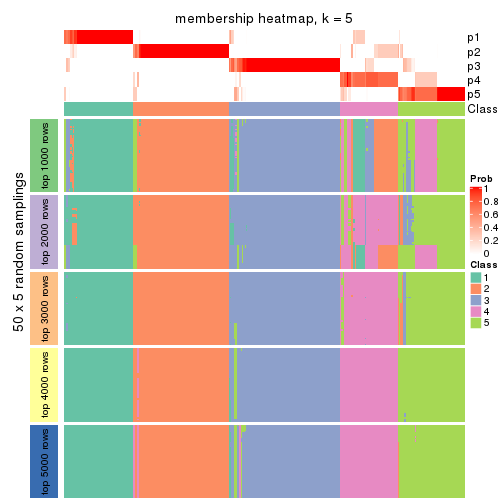 membership heatmap, k = 5
p1
p2
p3
p4
p5
Class
50 x 5 random samplings
top 1000 rows
top 2000 rows
top 3000 rows
top 4000 rows
top 5000 rows
Prob
1
0.8
0.6
0.4
0.2
0
Class
1
2
3
4
5